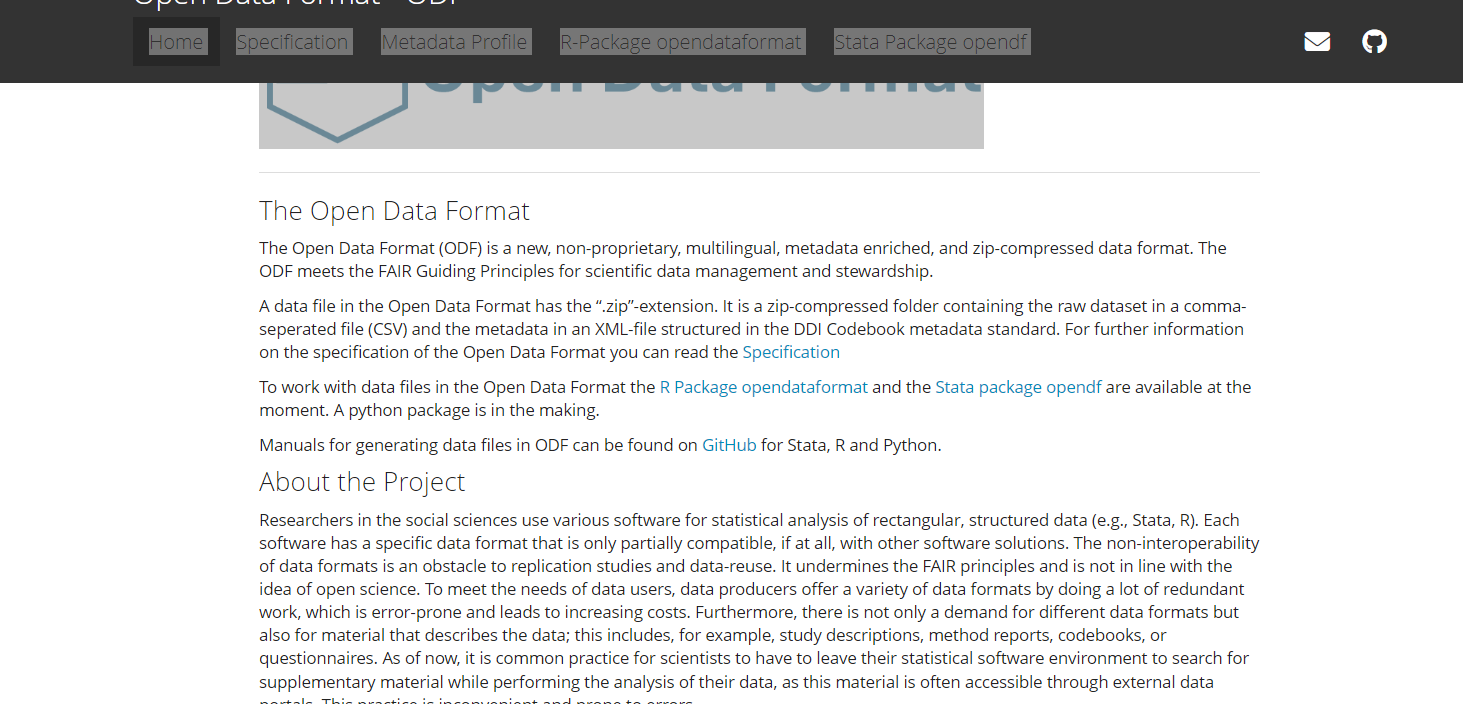 Open Data Format - ODF
Home Specification Metadata Profile R-Package opendataformat Stata Package opendf
Open Data Format
The Open Data Format
The Open Data Format (ODF) is a new, non-proprietary, multilingual, metadata enriched, and zip-compressed data format. The
ODF meets the FAIR Guiding Principles for scientific data management and stewardship.
A data file in the Open Data Format has the “.zip”-extension. It is a zip-compressed folder containing the raw dataset in a comma-
seperated file (CSV) and the metadata in an XML-file structured in the DDI Codebook metadata standard. For further information
on the specification of the Open Data Format you can read the Specification
To work with data files in the Open Data Format the R Package opendataformat and the Stata package opendf are available at the
moment. A python package is in the making.
Manuals for generating data files in ODF can be found on GitHub for Stata, R and Python.
About the Project
Researchers in the social sciences use various software for statistical analysis of rectangular, structured data (e.g., Stata, R). Each
software has a specific data format that is only partially compatible, if at all, with other software solutions. The non-interoperability
of data formats is an obstacle to replication studies and data-reuse. It undermines the FAIR principles and is not in line with the
idea of open science. To meet the needs of data users, data producers offer a variety of data formats by doing a lot of redundant
work, which is error-prone and leads to increasing costs. Furthermore, there is not only a demand for different data formats but
also for material that describes the data; this includes, for example, study descriptions, method reports, codebooks, or
questionnaires. As of now, it is common practice for scientists to have to leave their statistical software environment to search for
supplementary material while performing the analysis of their data, as this material is often accessible through external data
portals. This practice is inconvenient and prone to errors.